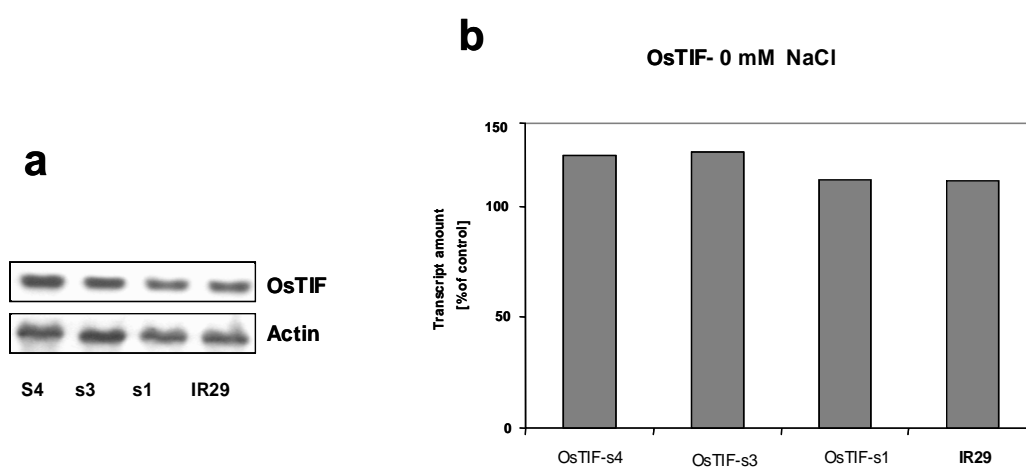 a
OsTIF
Actin
S4 s3 s1 IR29
b
OsTIF- 0 mM NaCl
Transcript amount
[% of control]
150
100
50
0
OsTIF-s4 OsTIF-s3 OsTIF-s1 IR29